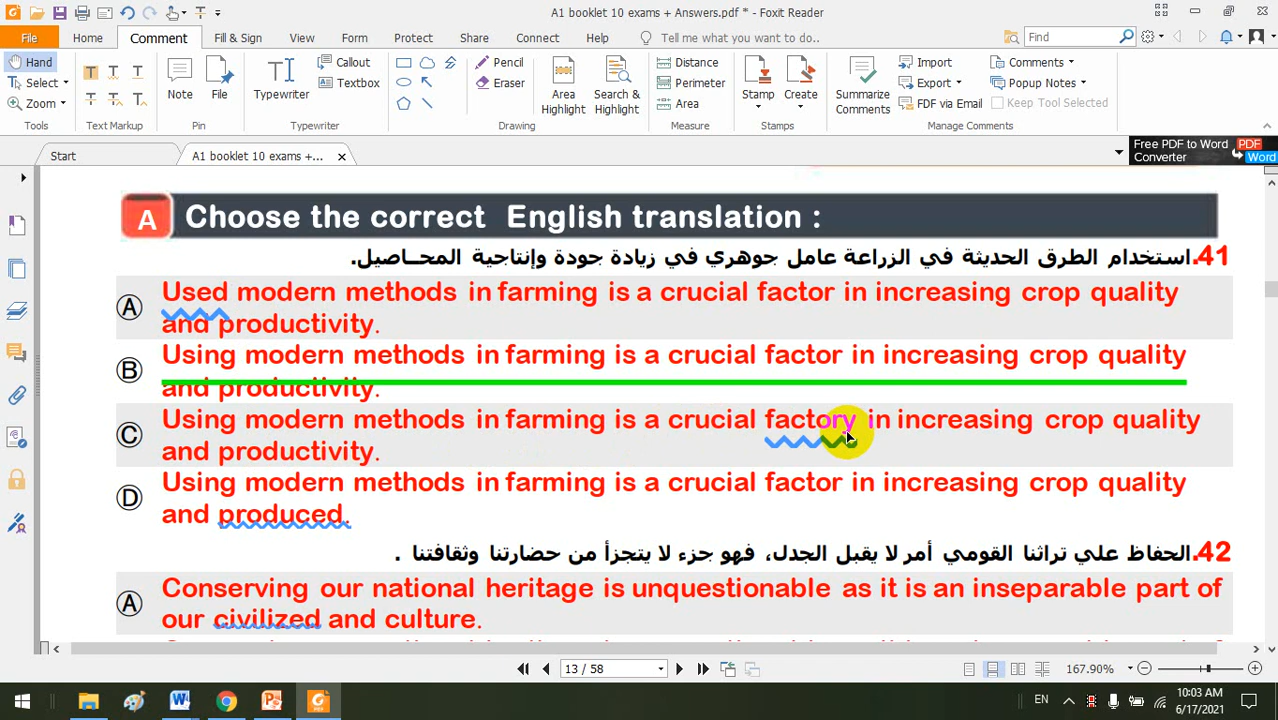 A1 booklet 10 exams + Answers.pdf * - Foxit Reader
File Home Comment Fill & Sign View Form Protect Share Connect Help Tell me what you want to do... Find
Hand
Select
Zoom
Tools
Text Markup
Note
File
Pin
Typewriter
Callout
Textbox
Typewriter
Pencil
Eraser
Drawing
Area Highlight
Search & Highlight
Distance
Perimeter
Area
Measure
Stamp
Create
Stamps
Summarize Comments
Import
Export
FDF via Email
Comments
Popup Notes
Keep Tool Selected
Manage Comments
Start
A1 booklet 10 exams +...
Free PDF to Word Converter
PDF
Word
A Choose the correct English translation :
41.استخدام الطرق الحديثة في الزراعة عامل جوهري في زيادة جودة وإنتاجية المحــاصيل.
A Used modern methods in farming is a crucial factor in increasing crop quality
and productivity.
B Using modern methods in farming is a crucial factor in increasing crop quality
and productivity.
C Using modern methods in farming is a crucial factory in increasing crop quality
and productivity.
D Using modern methods in farming is a crucial factor in increasing crop quality
and produced.
42.الحفاظ علي تراثنا القومي أمر لا يقبل الجدل، فهو جزء لا يتجزأ من حضارتنا وثقافتنا .
A Conserving our national heritage is unquestionable as it is an inseparable part of
our civilized and culture.
13 / 58
167.90%
EN
10:03 AM
6/17/2021